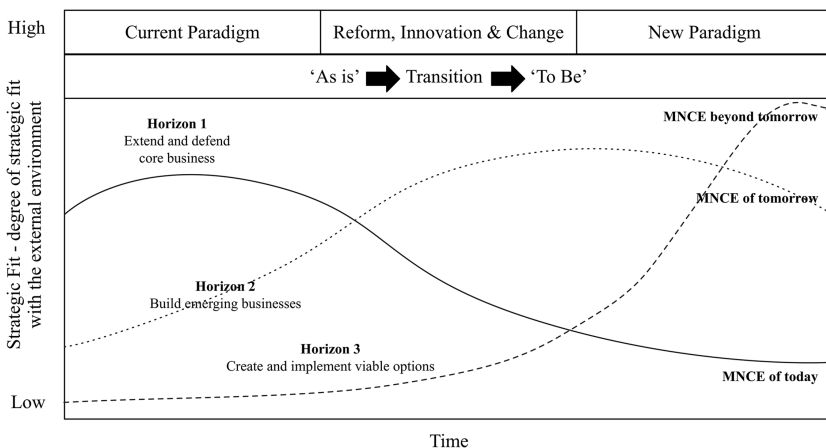 High
Current Paradigm
Reform, Innovation & Change
New Paradigm
‘As is’
Transition
‘To Be’
Strategic Fit - degree of strategic fit
with the external environment
Horizon 1
Extend and defend
core business
MNCE beyond tomorrow
MNCE of tomorrow
Horizon 2
Build emerging businesses
Horizon 3
Create and implement viable options
MNCE of today
Low
Time